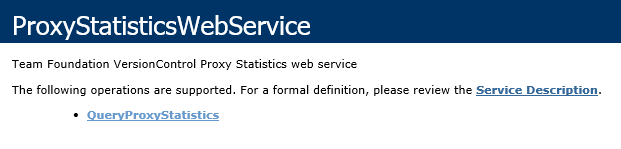 ProxyStatisticsWebService
Team Foundation VersionControl Proxy Statistics web service
The following operations are supported. For a formal definition, please review the Service Description.
• QueryProxyStatistics